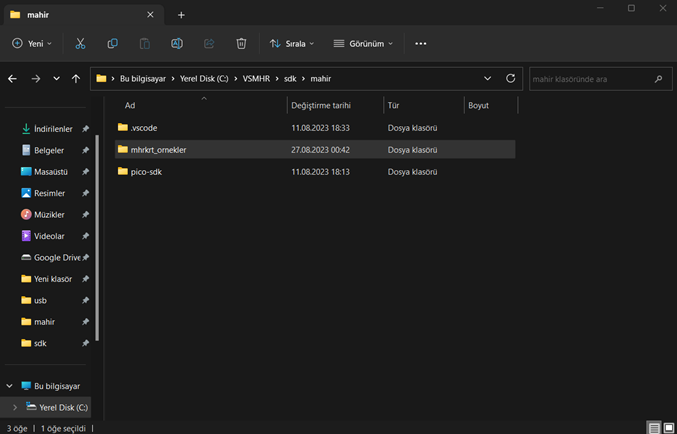 mahir
Yeni
Sırala
Görünüm
Bu bilgisayar > Yerel Disk (C:) > VSMHR > sdk > mahir
mahir klasöründe ara
Ad Değiştirme tarihi Tür Boyut
.vscode 11.08.2023 18:33 Dosya klasörü
mhrkrt_ornekler 27.08.2023 00:42 Dosya klasörü
pico-sdk 11.08.2023 18:13 Dosya klasörü
İndirilenler
Belgeler
Masaüstü
Resimler
Müzikler
Videolar
Google Drive
Yeni klasör
usb
mahir
sdk
Bu bilgisayar
Yerel Disk (C:)
3 öğe | 1 öğe seçildi |